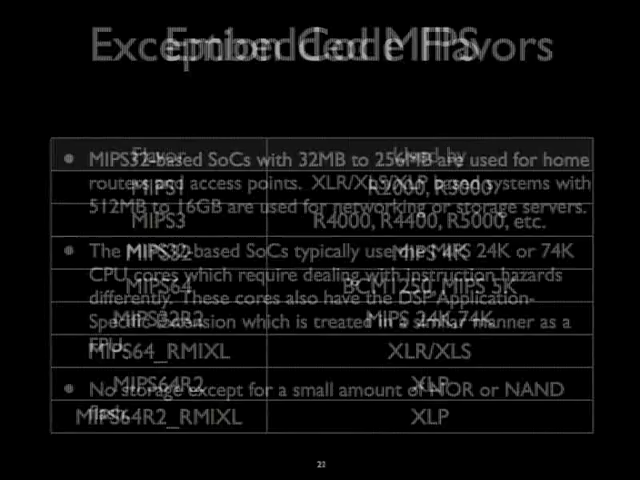 Exception Code Flavors
Embedded MIPS
Flavor Used by
MIPS1 R2000, R3000
MIPS3 R4000, R4400, R5000, etc.
MIPS32 MIPS 4K
MIPS64 BCM1250, MIPS 5K
MIPS32R2 MIPS 24K, 74K
MIPS64_RMIXL XLR/XLS
MIPS64R2 XLP
MIPS64R2_RMIXL XLP
• MIPS32-based SoCs with 32MB to 256MB are used for home
routers and access points. XLR/XLS/XLP based systems with
512MB to 16GB are used for networking or storage servers.
• The MIPS32-based SoCs typically use the MIPS 24K or 74K
CPU cores which require dealing with instruction hazards
differently. These cores also have the DSP Application-
Specific Extension which is treated in a similar manner as a
FPU.
• No storage except for a small amount of NOR or NAND
flash.